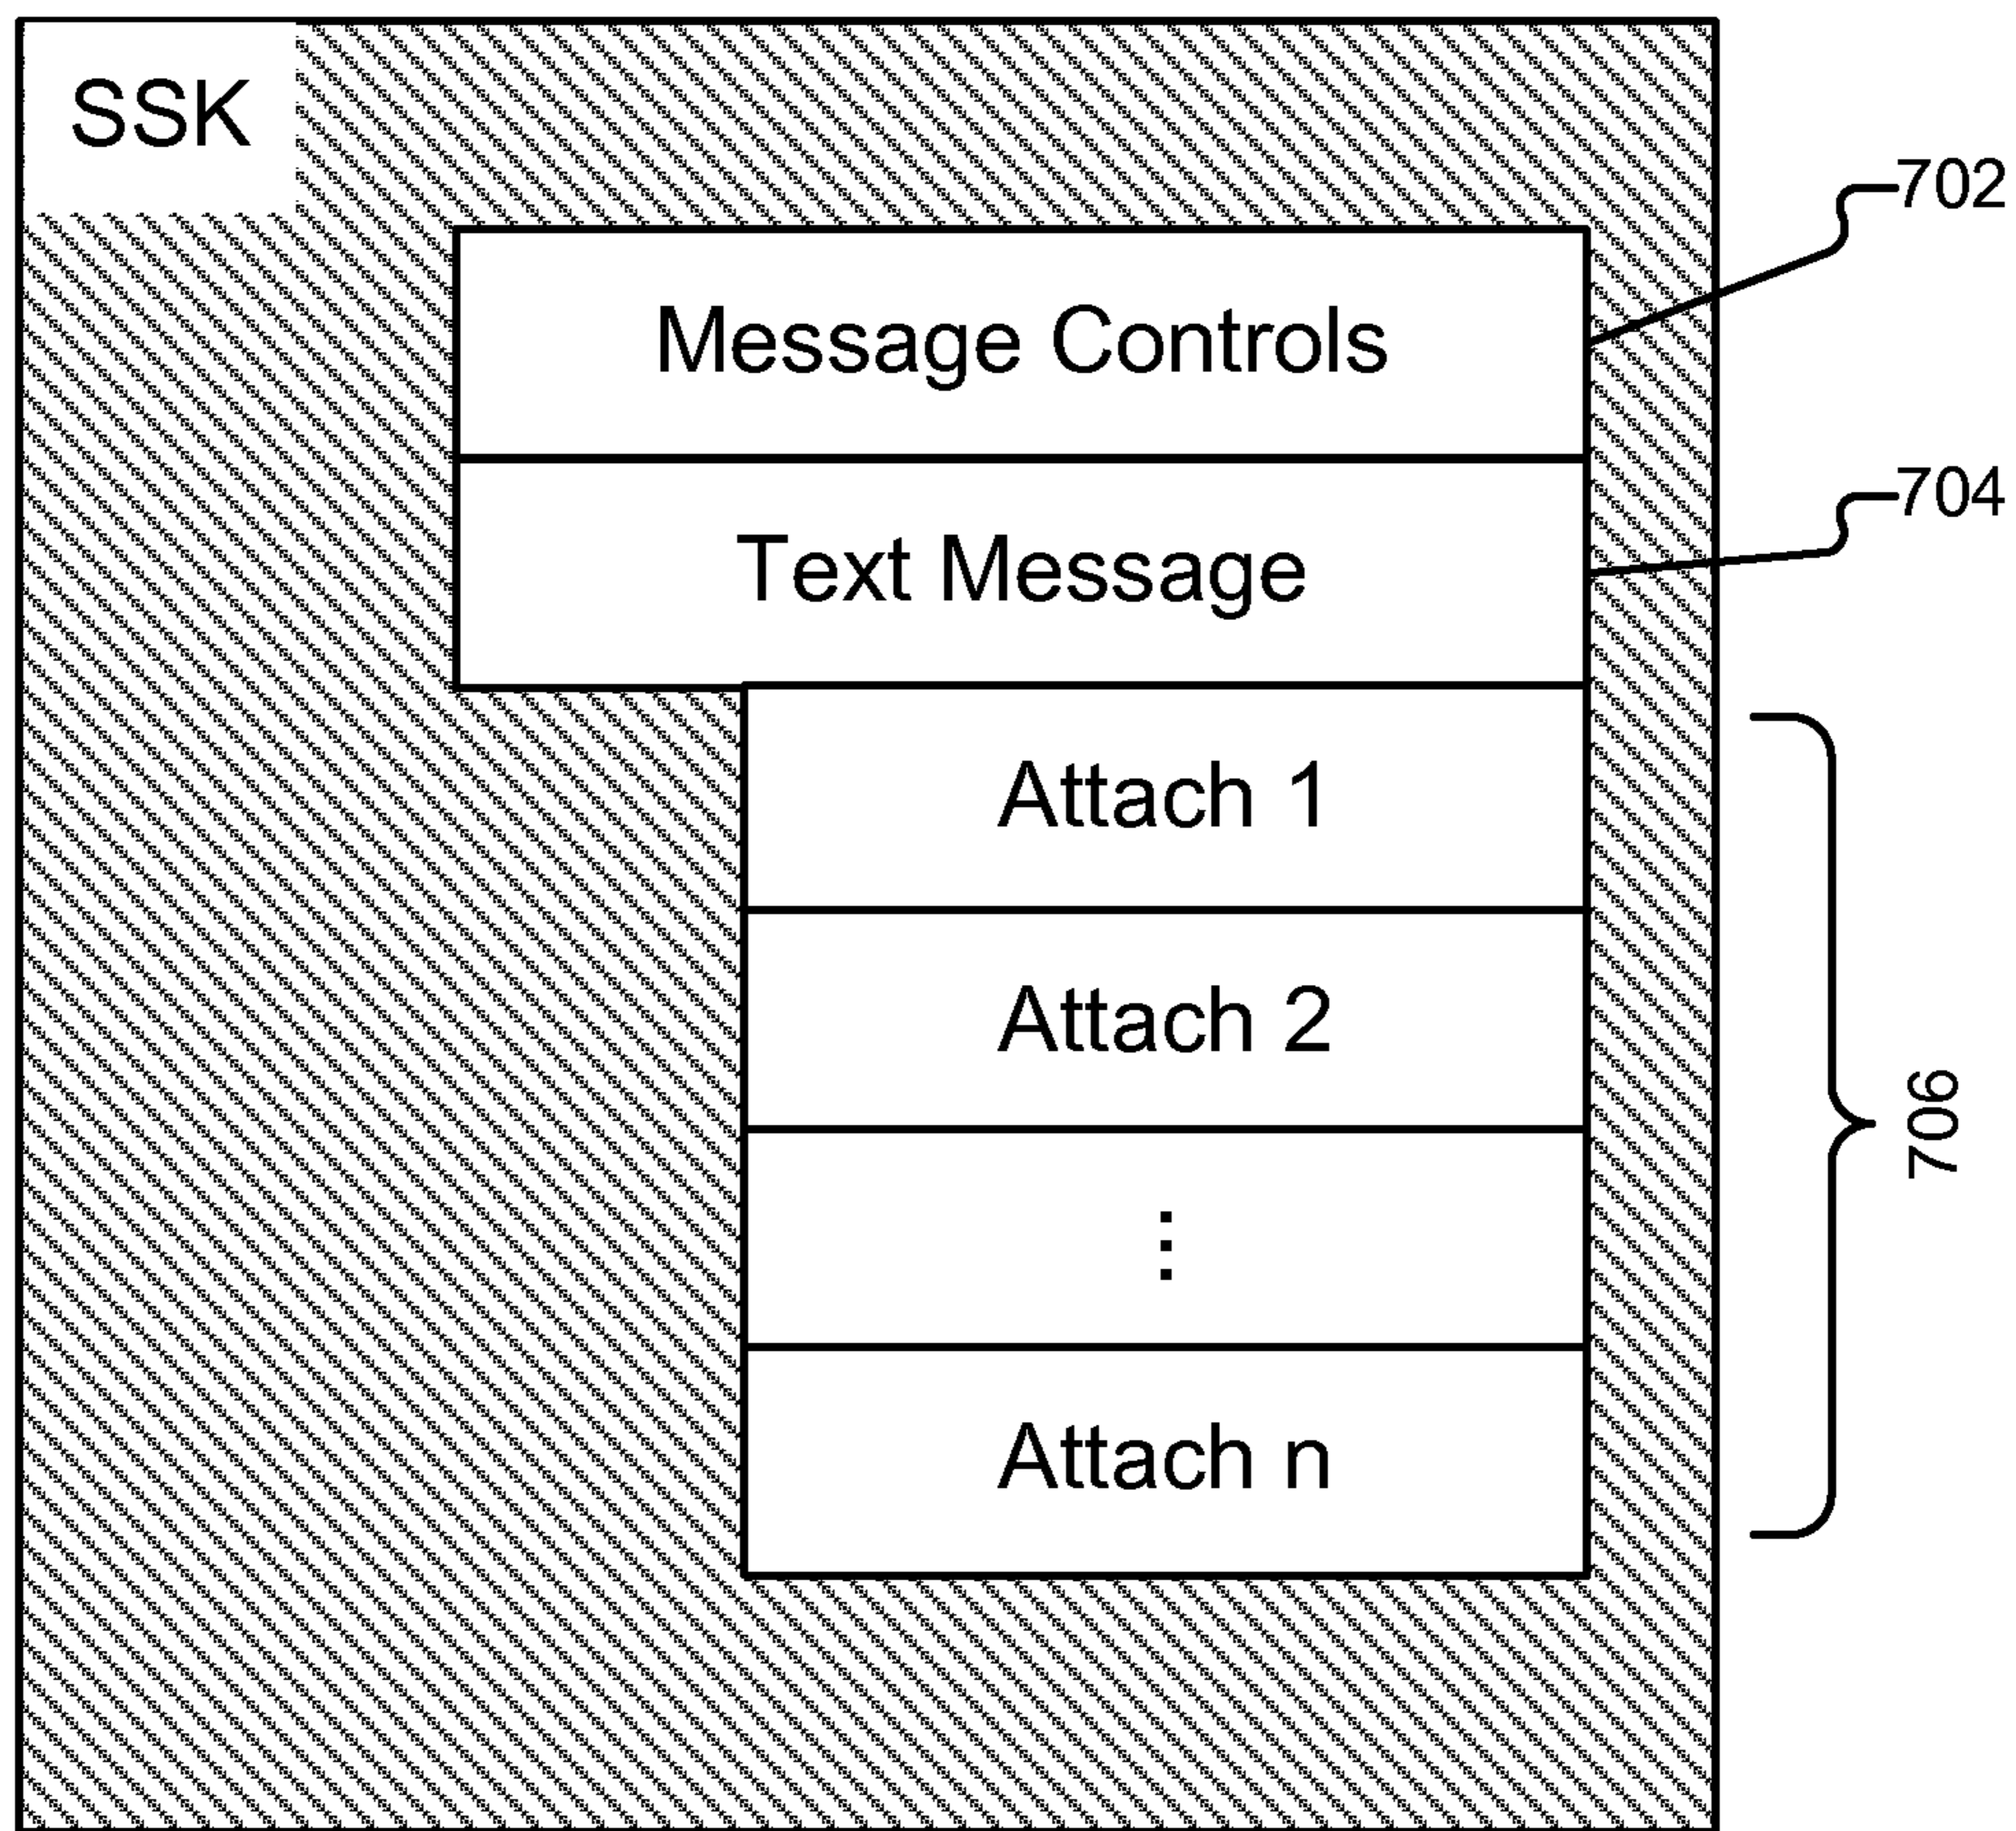 SSK
702
Message Controls
704
Text Message
Attach 1
Attach 2
⋮
Attach n
706